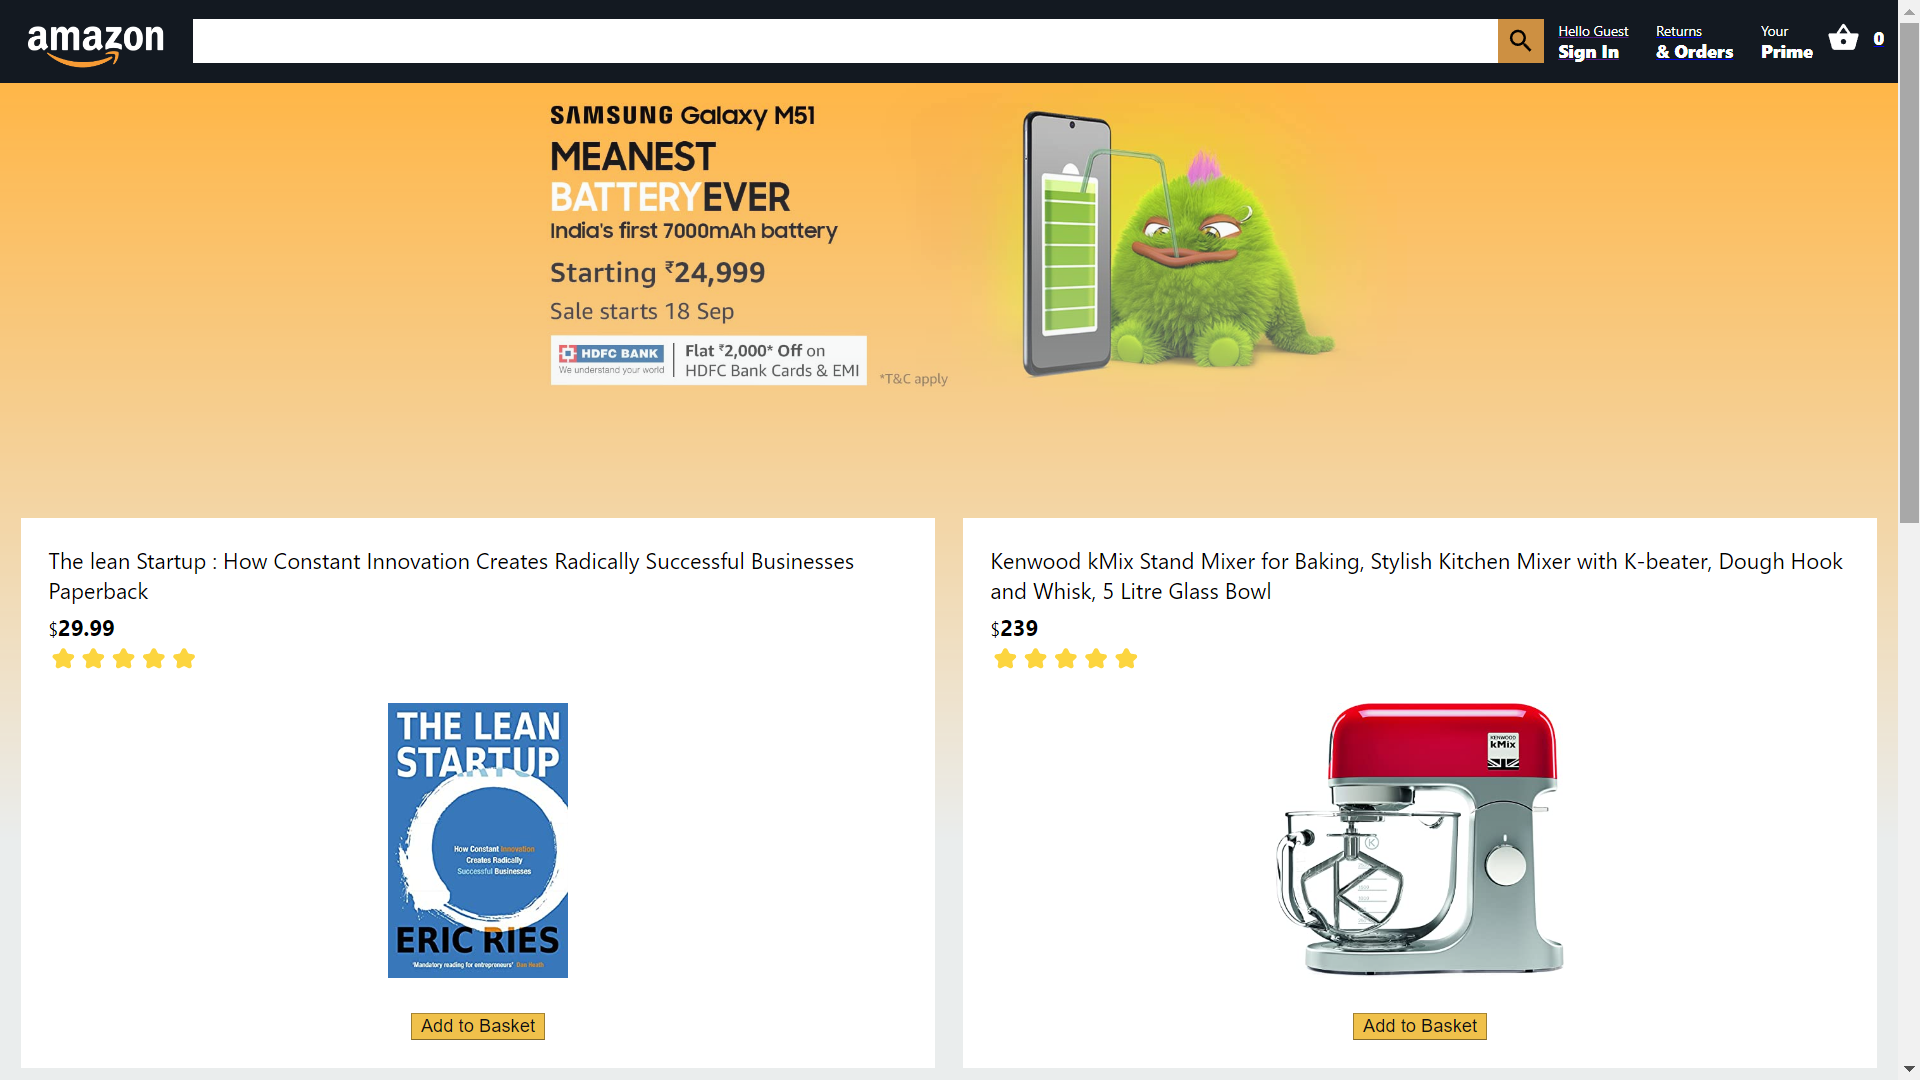 amazon
Hello Guest
Sign In
Returns
& Orders
Your
Prime
0
SAMSUNG Galaxy M51
MEANEST
BATTERYEVER
India's first 7000mAh battery
Starting ₹24,999
Sale starts 18 Sep
HDFC BANK
We understand your world
Flat ₹2,000* Off on
HDFC Bank Cards & EMI
*T&C apply
The lean Startup : How Constant Innovation Creates Radically Successful Businesses
Paperback
$29.99
THE LEAN
STARTUP
How Constant Innovation
Creates Radically
Successful Businesses
ERIC RIES
'Mandatory reading for entrepreneurs' Dan Heath
Add to Basket
Kenwood kMix Stand Mixer for Baking, Stylish Kitchen Mixer with K-beater, Dough Hook
and Whisk, 5 Litre Glass Bowl
$239
KENWOOD
kMix
K
Add to Basket